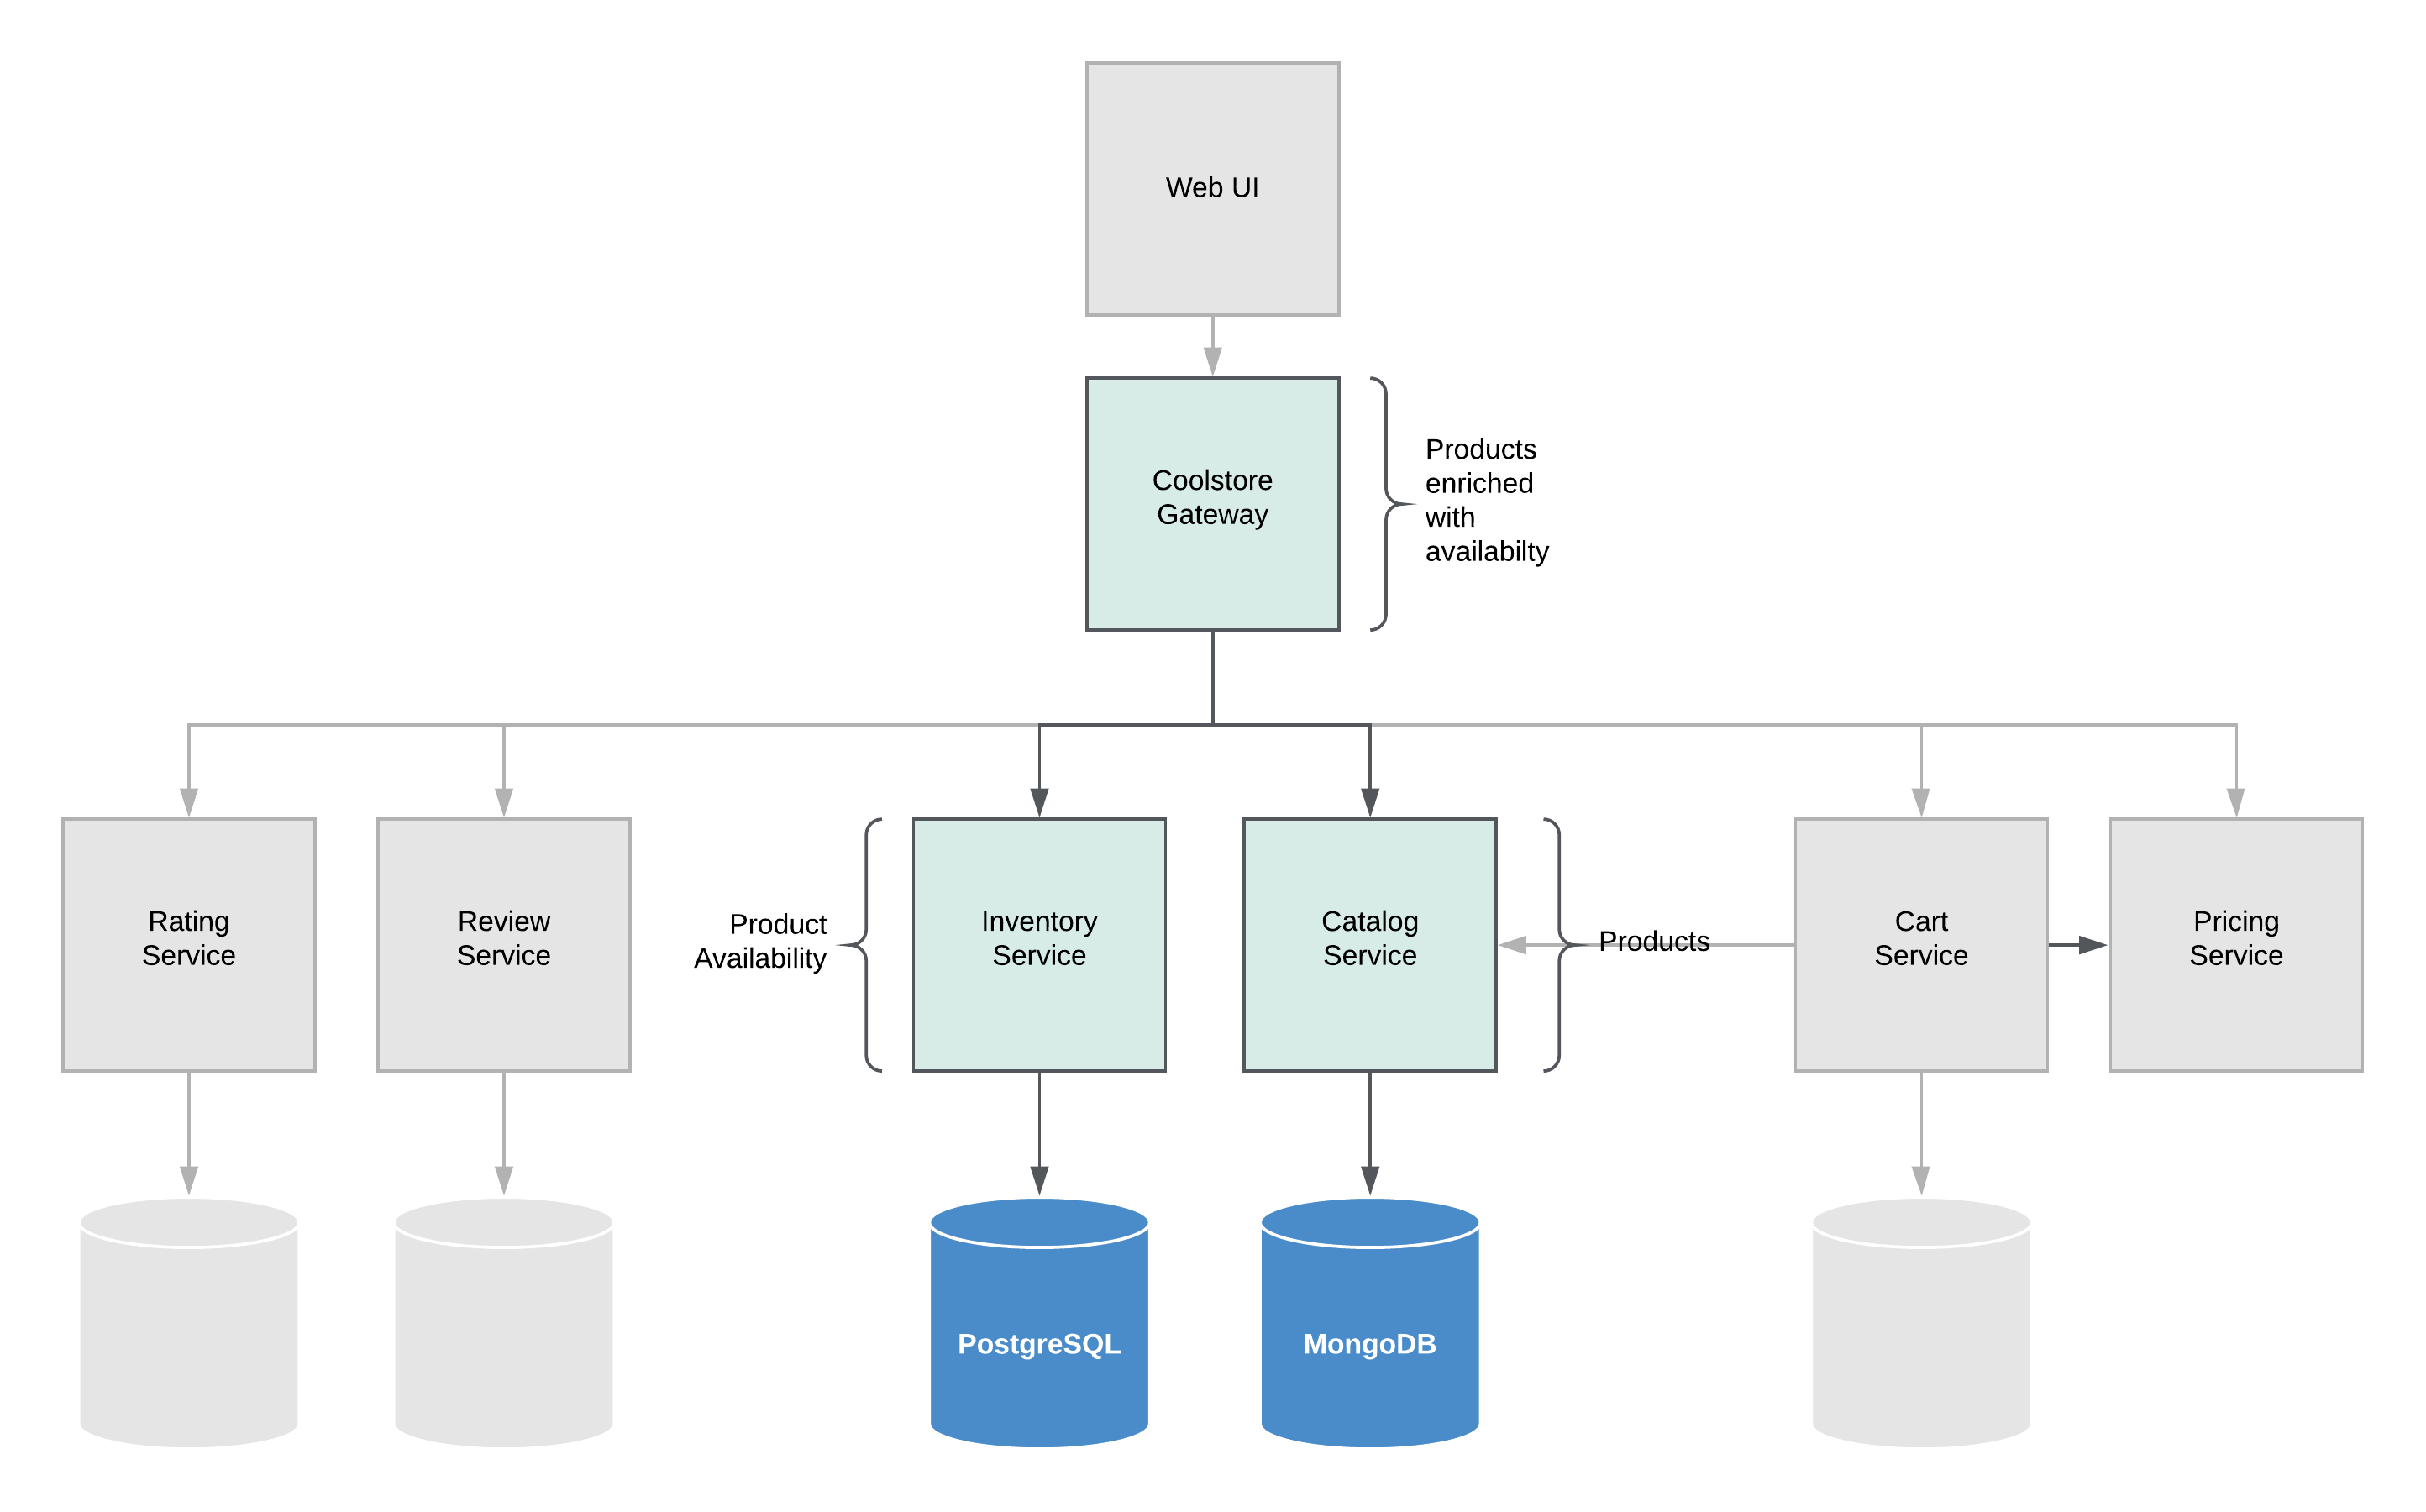 Web UI
Coolstore
Gateway
Products
enriched
with
availabilty
Rating
Service
Review
Service
Product
Availability
Inventory
Service
Catalog
Service
Products
Cart
Service
Pricing
Service
PostgreSQL
MongoDB